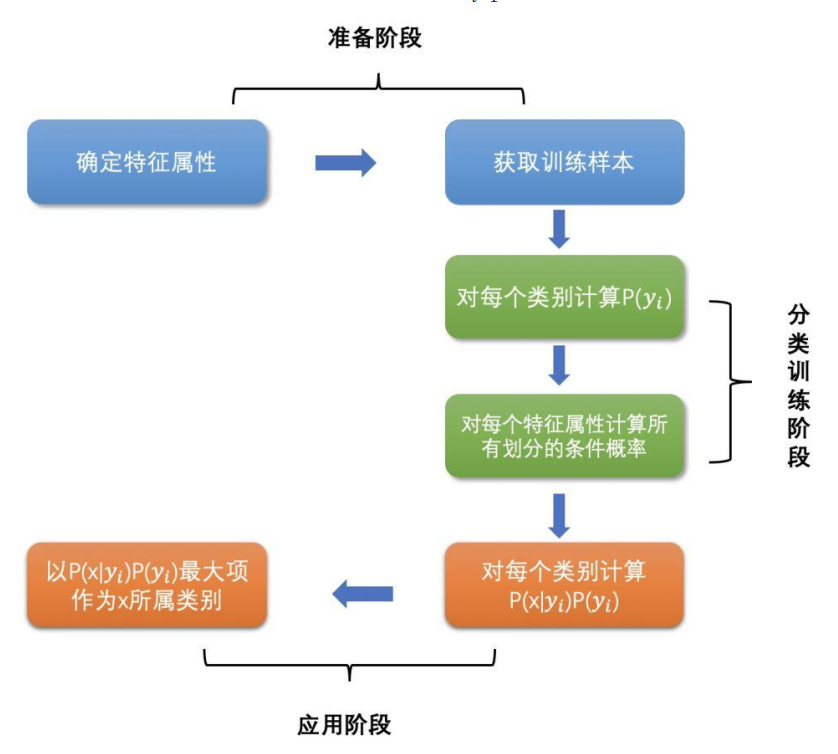 准备阶段
确定特征属性
获取训练样本
对每个类别计算P(yᵢ)
对每个特征属性计算所
有划分的条件概率
分
类
训
练
阶
段
对每个类别计算
P(x|yᵢ)P(yᵢ)
以P(x|yᵢ)P(yᵢ)最大项
作为x所属类别
应用阶段